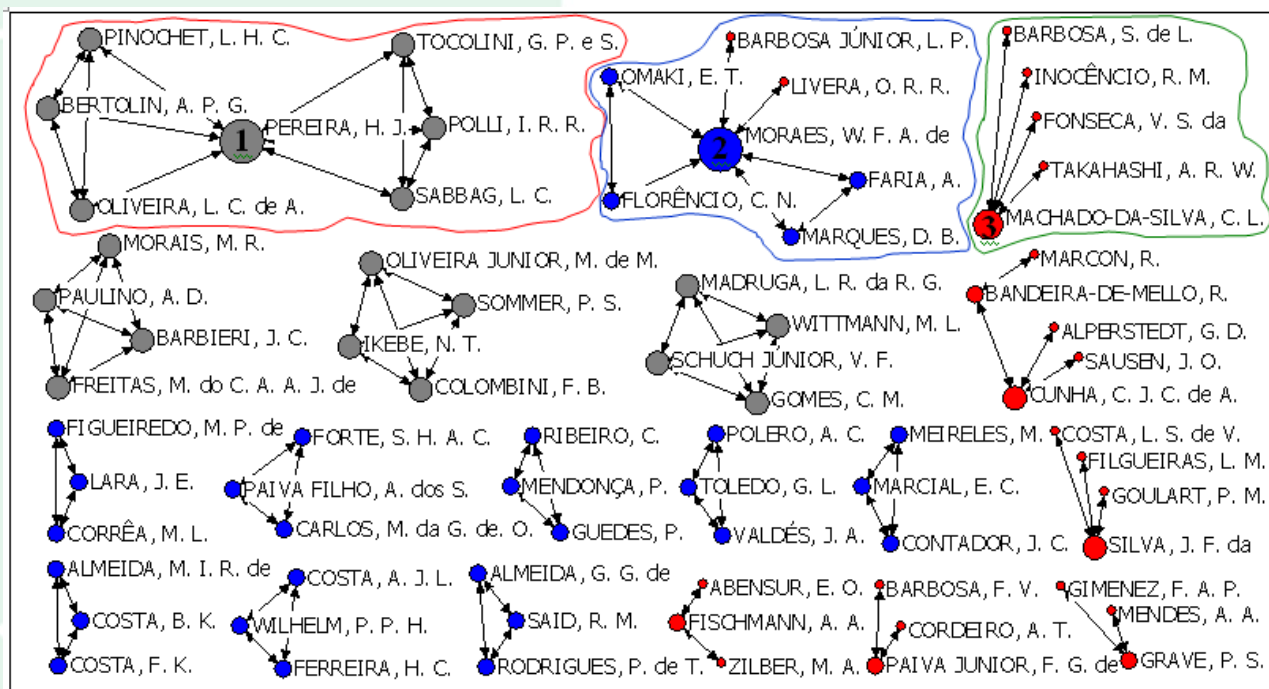 PINOCHET, L. H. C.
BERTOLIN, A. P. G.
1
PEREIRA, H. J.
OLIVEIRA, L. C. de A.
TOCOLINI, G. P. e S.
POLLI, I. R. R.
SABBAG, L. C.
BARBOSA JÚNIOR, L. P.
OMAKI, E. T.
LIVERA, O. R. R.
2
MORAES, W. F. A. de
FARIA, A.
FLORÊNCIO, C. N.
MARQUES, D. B.
BARBOSA, S. de L.
INOCÊNCIO, R. M.
FONSECA, V. S. da
TAKAHASHI, A. R. W.
3
MACHADO-DA-SILVA, C. L.
MORAIS, M. R.
PAULINO, A. D.
BARBIERI, J. C.
FREITAS, M. do C. A. A. J. de
OLIVEIRA JUNIOR, M. de M.
SOMMER, P. S.
IKEBE, N. T.
COLOMBINI, F. B.
MADRUGA, L. R. da R. G.
WITTMANN, M. L.
SCHUCH JÚNIOR, V. F.
GOMES, C. M.
MARCON, R.
BANDEIRA-DE-MELLO, R.
ALPERSTEDT, G. D.
SAUSEN, J. O.
CUNHA, C. J. C. de A.
FIGUEIREDO, M. P. de
LARA, J. E.
CORRÊA, M. L.
FORTE, S. H. A. C.
PAIVA FILHO, A. dos S.
CARLOS, M. da G. de O.
RIBEIRO, C.
MENDONÇA, P.
GUEDES, P.
POLERO, A. C.
TOLEDO, G. L.
VALDÉS, J. A.
MEIRELES, M.
MARCIAL, E. C.
CONTADOR, J. C.
COSTA, L. S. de V.
FILGUEIRAS, L. M.
GOULART, P. M.
SILVA, J. F. da
ALMEIDA, M. I. R. de
COSTA, B. K.
COSTA, F. K.
COSTA, A. J. L.
WILHELM, P. P. H.
FERREIRA, H. C.
ALMEIDA, G. G. de
SAID, R. M.
RODRIGUES, P. de T.
ABENSUR, E. O.
FISCHMANN, A. A.
ZILBER, M. A.
BARBOSA, F. V.
CORDEIRO, A. T.
PAIVA JUNIOR, F. G. de
GIMENEZ, F. A. P.
MENDES, A. A.
GRAVE, P. S.